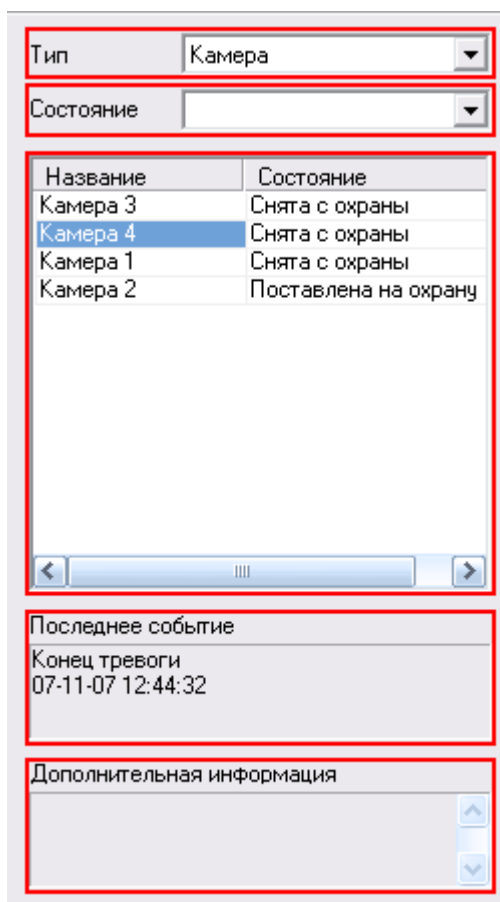 Тип Камера
Состояние
Название Состояние
Камера 3 Снята с охраны
Камера 4 Снята с охраны
Камера 1 Снята с охраны
Камера 2 Поставлена на охрану
Последнее событие
Конец тревоги
07-11-07 12:44:32
Дополнительная информация